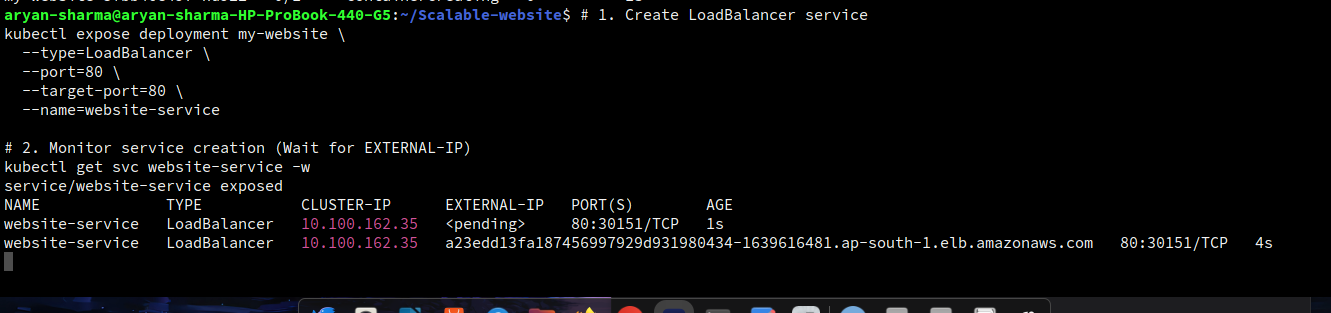 aryan-sharma@aryan-sharma-HP-ProBook-440-G5:~/Scalable-website$ # 1. Create LoadBalancer service
kubectl expose deployment my-website \
  --type=LoadBalancer \
  --port=80 \
  --target-port=80 \
  --name=website-service

# 2. Monitor service creation (Wait for EXTERNAL-IP)
kubectl get svc website-service -w
service/website-service exposed
NAME              TYPE           CLUSTER-IP      EXTERNAL-IP   PORT(S)        AGE
website-service   LoadBalancer   10.100.162.35   <pending>     80:30151/TCP   1s
website-service   LoadBalancer   10.100.162.35   a23edd13fa187456997929d931980434-1639616481.ap-south-1.elb.amazonaws.com   80:30151/TCP   4s